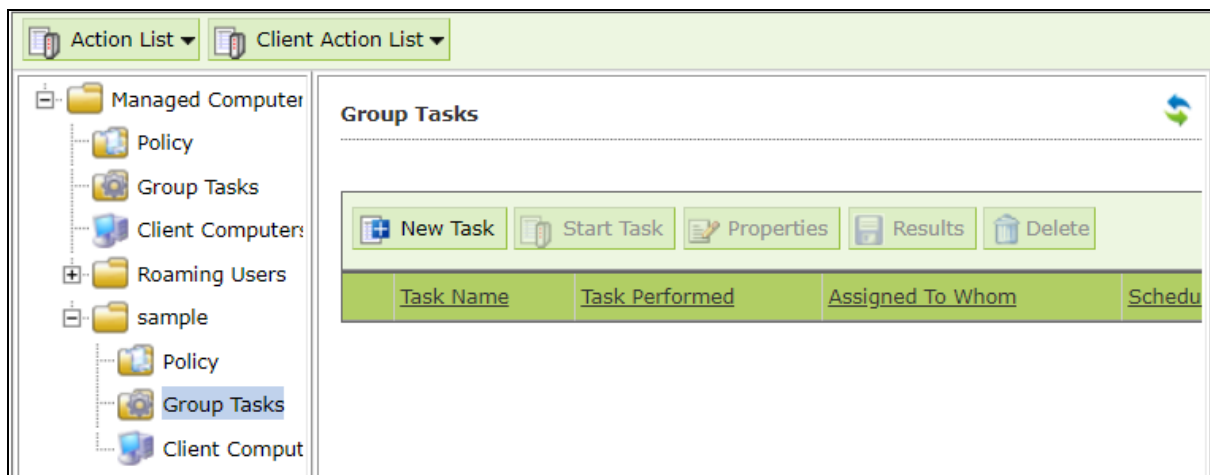 Action List Client Action List
Managed Computer
Policy
Group Tasks
Client Computers
Roaming Users
sample
Policy
Group Tasks
Client Comput
Group Tasks
New Task Start Task Properties Results Delete
Task Name Task Performed Assigned To Whom Schedu